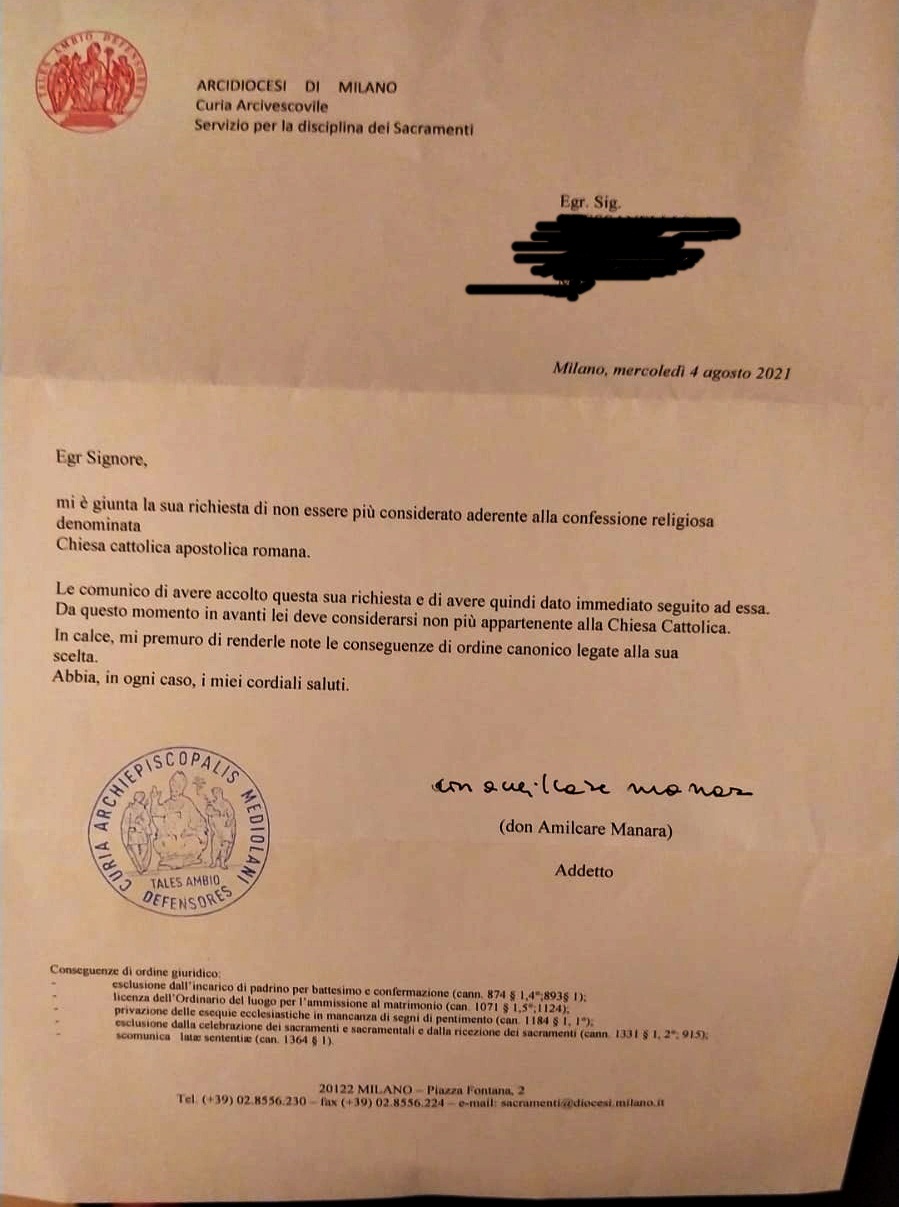 TALES AMBIO DEFENSORES
ARCIDIOCESI DI MILANO
Curia Arcivescovile
Servizio per la disciplina dei Sacramenti
Egr. Sig.
Milano, mercoledì 4 agosto 2021
Egr Signore,
mi è giunta la sua richiesta di non essere più considerato aderente alla confessione religiosa
denominata
Chiesa cattolica apostolica romana.
Le comunico di avere accolto questa sua richiesta e di avere quindi dato immediato seguito ad essa.
Da questo momento in avanti lei deve considerarsi non più appartenente alla Chiesa Cattolica.
In calce, mi premuro di renderle note le conseguenze di ordine canonico legate alla sua
scelta.
Abbia, in ogni caso, i miei cordiali saluti.
CURIA ARCHIEPISCOPALIS MEDIOLANI
TALES AMBIO
DEFENSORES
don amilcare manara
(don Amilcare Manara)
Addetto
Conseguenze di ordine giuridico:
- esclusione dall'incarico di padrino per battesimo e confermazione (cann. 874 § 1,4°;893§ 1);
- licenza dell'Ordinario del luogo per l'ammissione al matrimonio (can. 1071 § 1,5°;1124);
- privazione delle esequie ecclesiastiche in mancanza di segni di pentimento (can. 1184 § 1, 1°);
- esclusione dalla celebrazione dei sacramenti e sacramentali e dalla ricezione dei sacramenti (cann. 1331 § 1, 2°; 915);
- scomunica latæ sententiæ (can. 1364 § 1).
20122 MILANO – Piazza Fontana, 2
Tel. (+39) 02.8556.230 – fax (+39) 02.8556.224 – e-mail: sacramenti@diocesi.milano.it